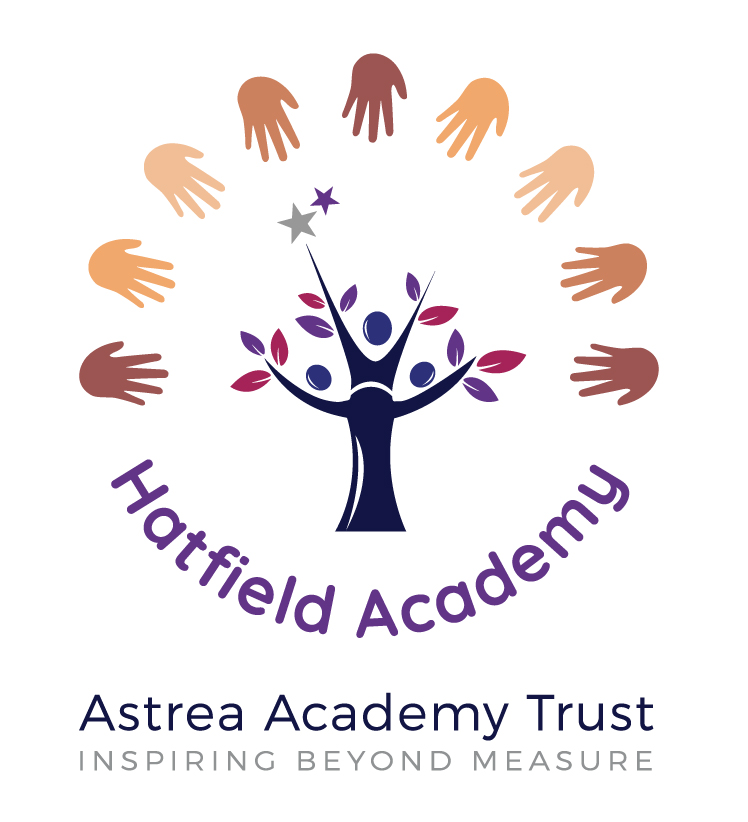 Hatfield Academy
Astrea Academy Trust
INSPIRING BEYOND MEASURE